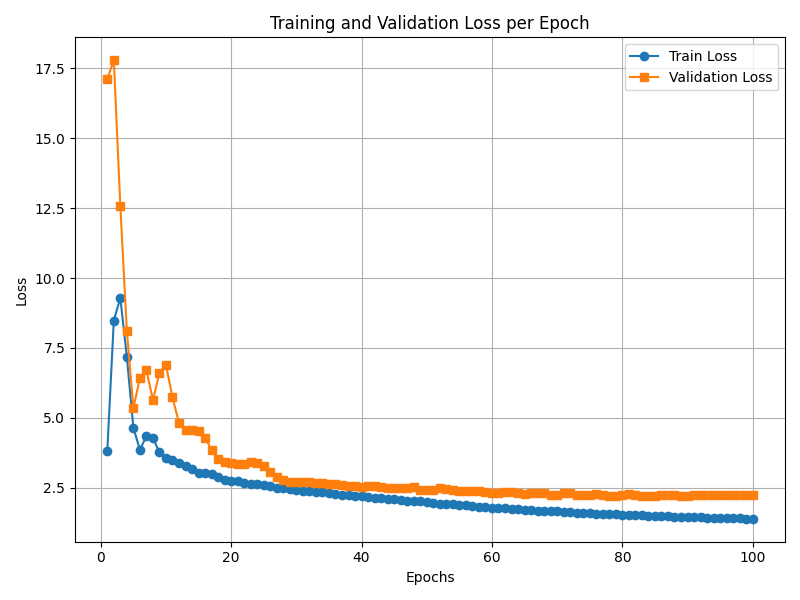 Training and Validation Loss per Epoch
Train Loss
Validation Loss
17.5
15.0
12.5
10.0
7.5
5.0
2.5
Loss
0 20 40 60 80 100
Epochs